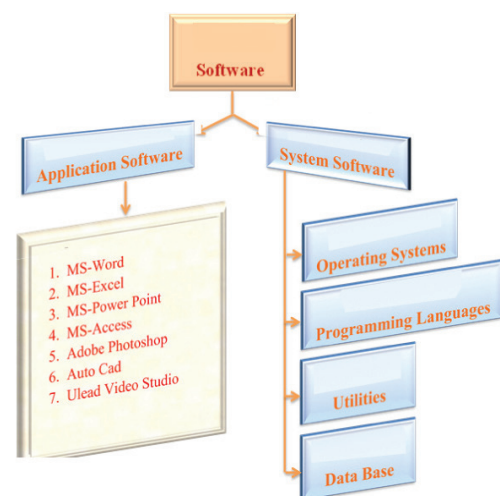 Software
Application Software
System Software
1. MS-Word
2. MS-Excel
3. MS-Power Point
4. MS-Access
5. Adobe Photoshop
6. Auto Cad
7. Ulead Video Studio
Operating Systems
Programming Languages
Utilities
Data Base